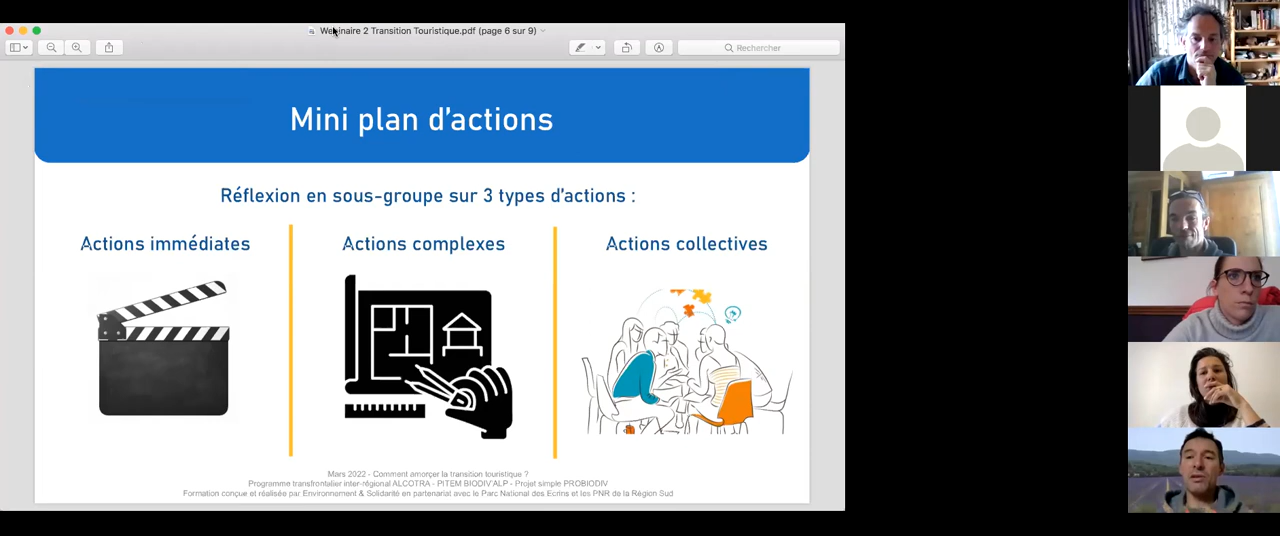 Webinaire 2 Transition Touristique.pdf (page 6 sur 9)
Rechercher
Mini plan d'actions
Réflexion en sous-groupe sur 3 types d'actions :
Actions immédiates
Actions complexes
Actions collectives
Mars 2022 - Comment amorçer la transition touristique ?
Programme transfrontalier inter-régional ALCOTRA - PITEM BIODIV'ALP - Projet simple PROBIODIV
Formation conçue et réalisée par Environnement & Solidarité en partenariat avec le Parc National des Ecrins et les PNR de la Région Sud